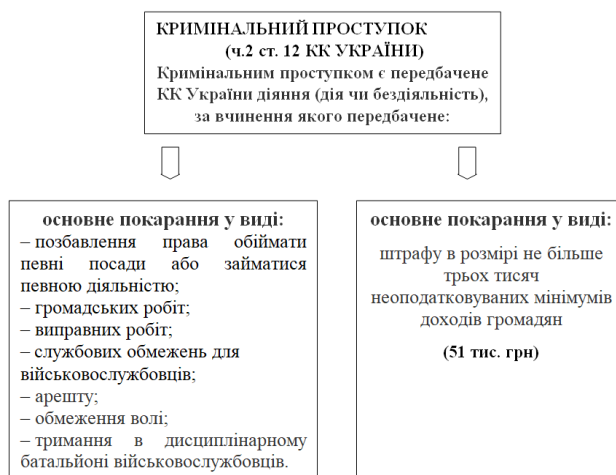 КРИМІНАЛЬНИЙ ПРОСТУПОК
(ч.2 ст. 12 КК УКРАЇНИ)
Кримінальним проступком є передбачене
КК України діяння (дія чи бездіяльність),
за вчинення якого передбачене:
основне покарання у виді:
– позбавлення права обіймати
певні посади або займатися
певною діяльністю;
– громадських робіт;
– виправних робіт;
– службових обмежень для
військовослужбовців;
– арешту;
– обмеження волі;
– тримання в дисциплінарному
батальйоні військовослужбовців.
основне покарання у виді:
штрафу в розмірі не більше
трьох тисяч
неоподатковуваних мінімумів
доходів громадян
(51 тис. грн)